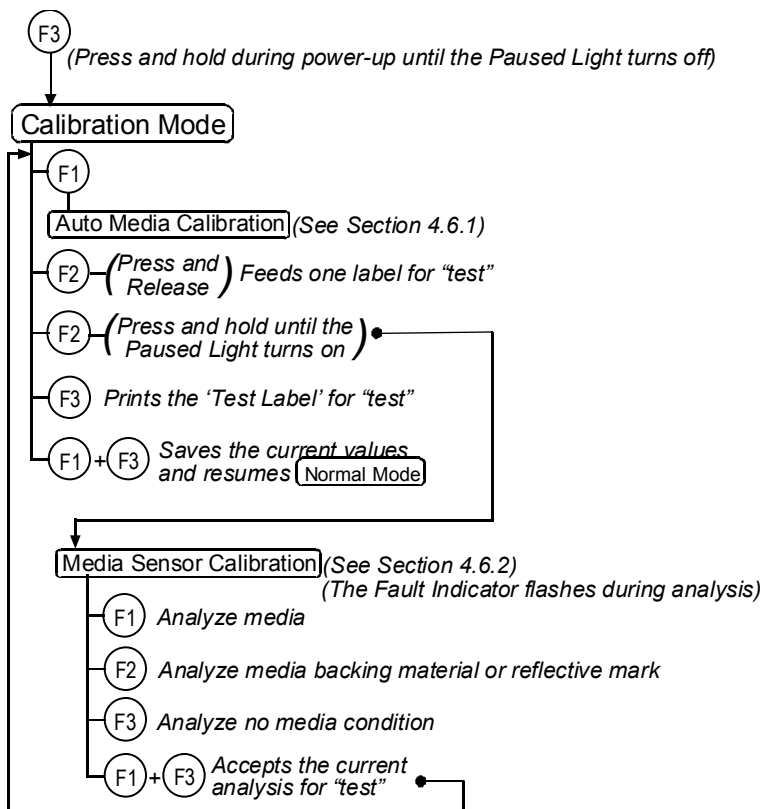 F3
(Press and hold during power-up until the Paused Light turns off)
Calibration Mode
F1
Auto Media Calibration (See Section 4.6.1)
F2 (Press and Release) Feeds one label for “test”
F2 (Press and hold until the
Paused Light turns on)
F3 Prints the ‘Test Label’ for “test”
F1 + F3 Saves the current values
and resumes Normal Mode
Media Sensor Calibration (See Section 4.6.2)
(The Fault Indicator flashes during analysis)
F1 Analyze media
F2 Analyze media backing material or reflective mark
F3 Analyze no media condition
F1 + F3 Accepts the current
analysis for “test”